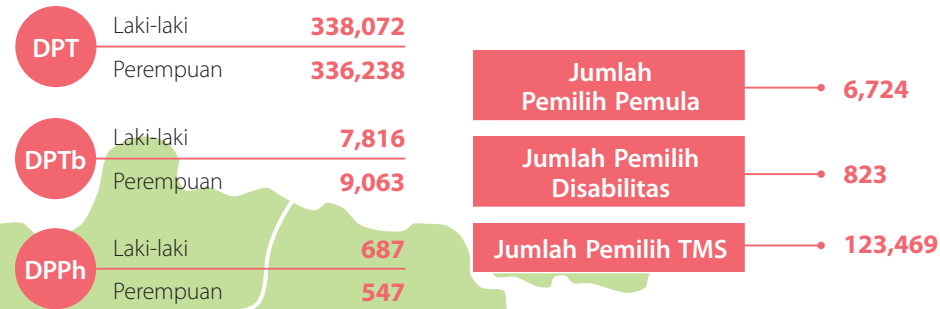 DPT
Laki-laki 338,072
Perempuan 336,238
DPTb
Laki-laki 7,816
Perempuan 9,063
DPPh
Laki-laki 687
Perempuan 547
Jumlah
Pemilih Pemula
6,724
Jumlah Pemilih
Disabilitas
823
Jumlah Pemilih TMS
123,469